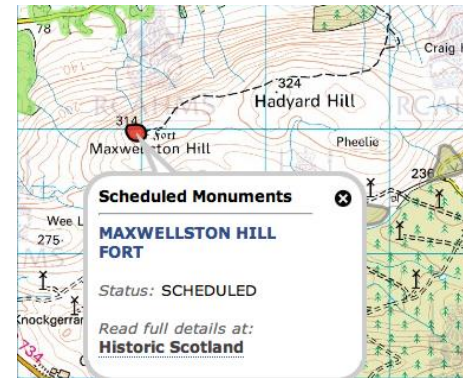 78
Craig
324
Hadyard Hill
RCAHMS
314
Fort
Maxwellston Hill
Pheelie
236
Scheduled Monuments
MAXWELLSTON HILL
FORT
Status: SCHEDULED
Read full details at:
Historic Scotland
Wee L
275
Knockgerran
734